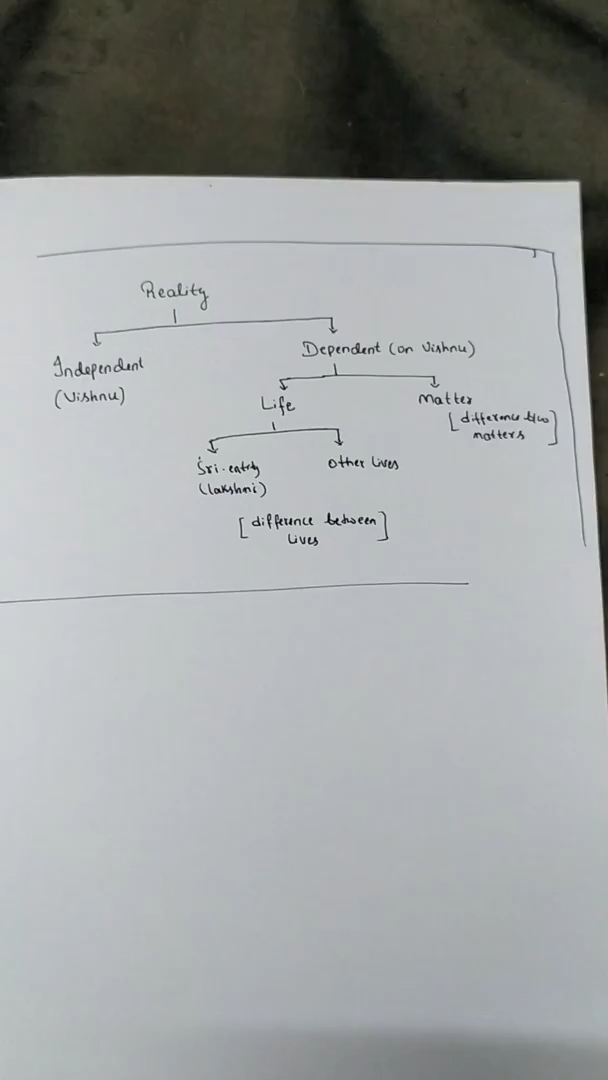 Reality
Independent
(Vishnu)
Dependent (on Vishnu)
Life
Matter
[difference b/w
matters]
Śri-entity
(lakshmi)
other lives
[difference between
lives]